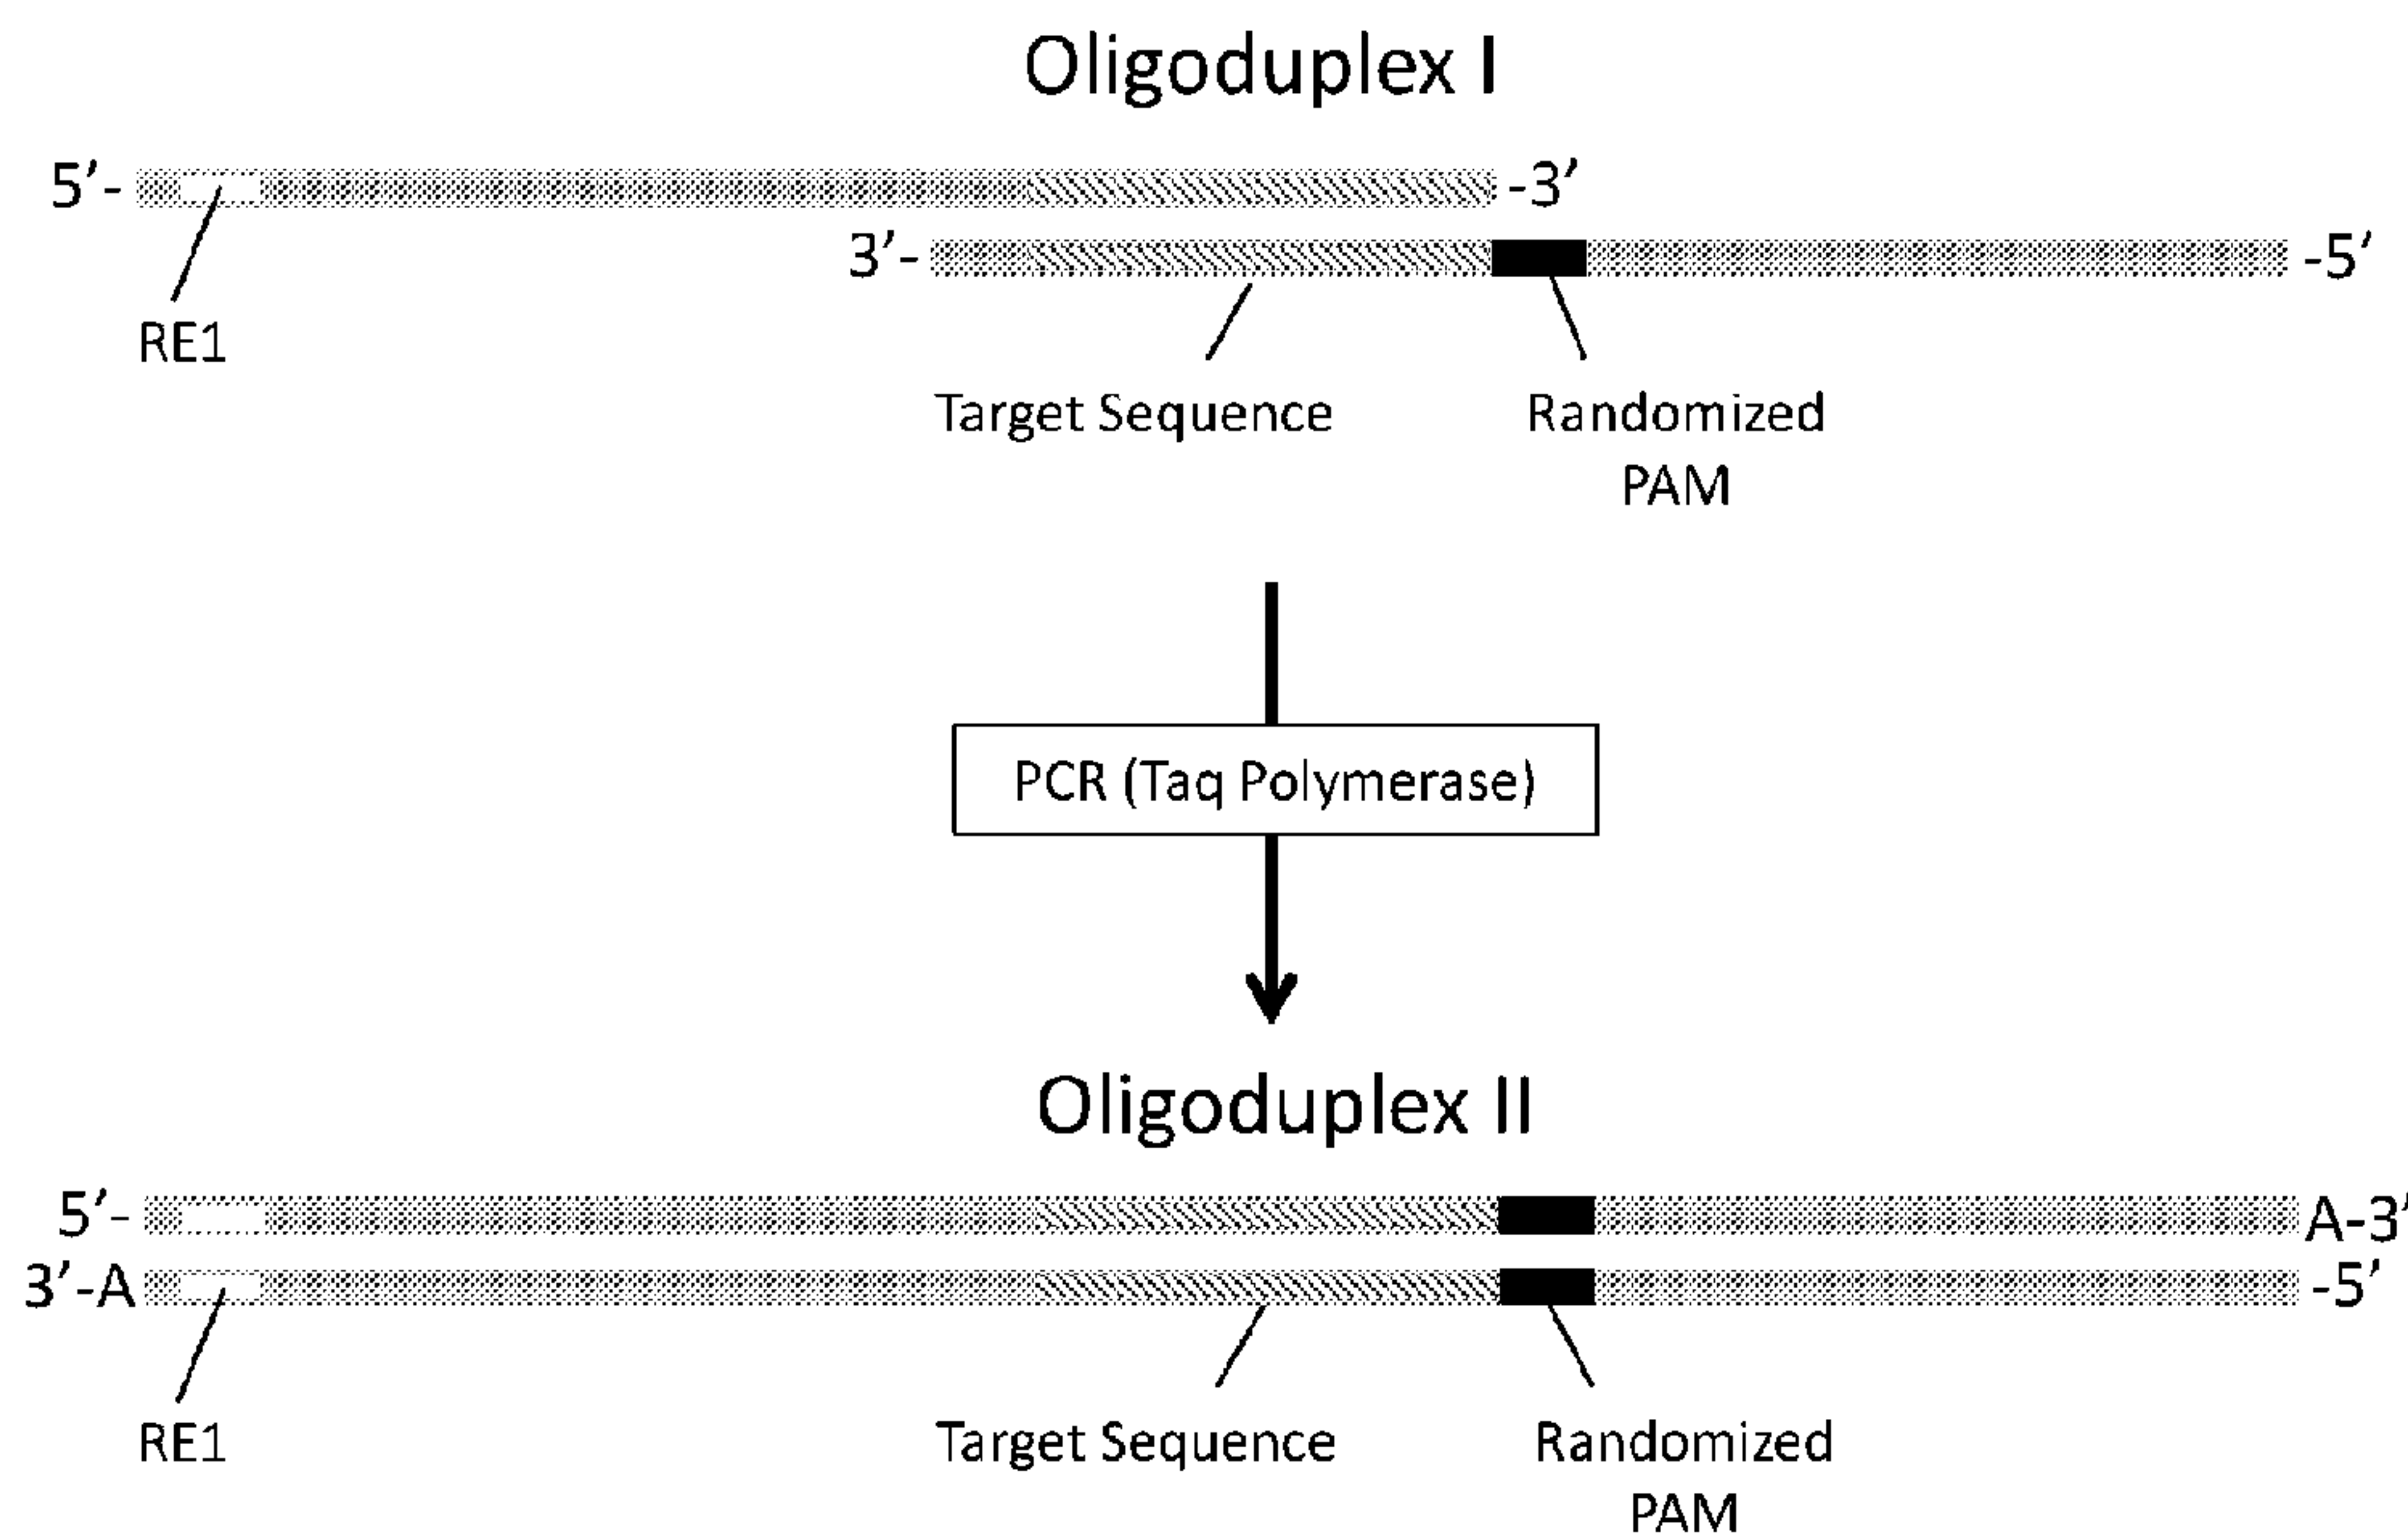 Oligoduplex I
5′- -3′
3′- -5′
RE1
Target Sequence Randomized
PAM
PCR (Taq Polymerase)
Oligoduplex II
5′- A-3′
3′-A -5′
RE1 Target Sequence Randomized
PAM